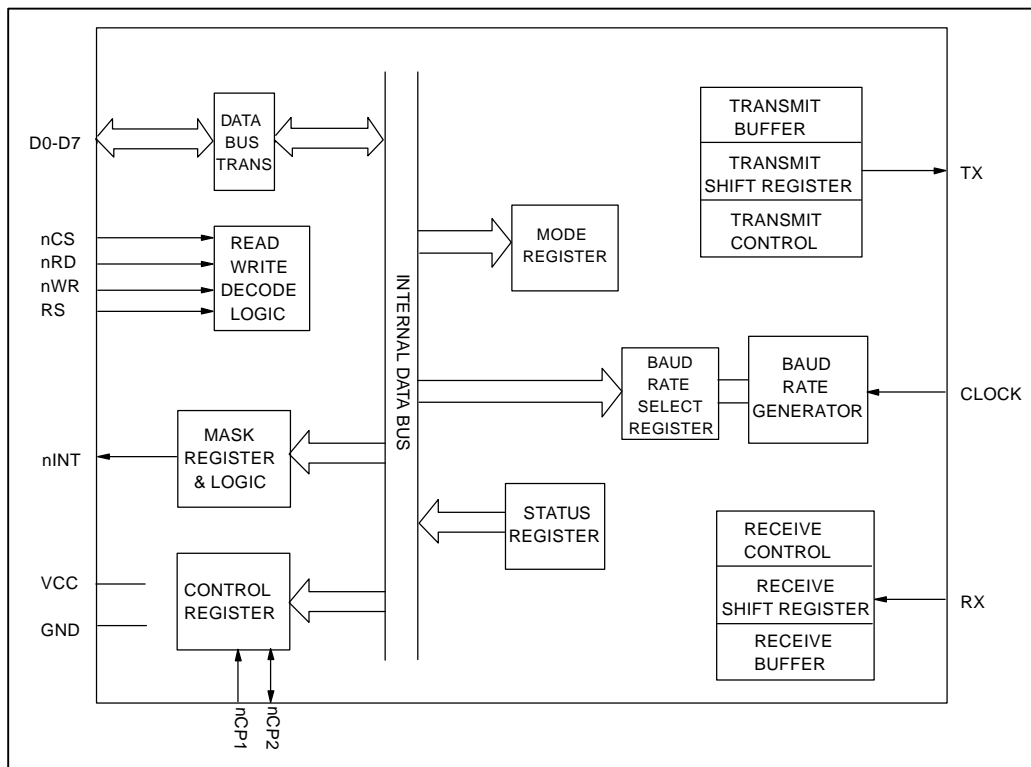 D0-D7
DATA
BUS
TRANS
nCS
nRD
nWR
RS
READ
WRITE
DECODE
LOGIC
nINT
MASK
REGISTER
& LOGIC
VCC
GND
CONTROL
REGISTER
nCP1
nCP2
INTERNAL DATA BUS
MODE
REGISTER
BAUD
RATE
SELECT
REGISTER
BAUD
RATE
GENERATOR
CLOCK
STATUS
REGISTER
TRANSMIT
BUFFER
TRANSMIT
SHIFT REGISTER
TRANSMIT
CONTROL
TX
RECEIVE
CONTROL
RECEIVE
SHIFT REGISTER
RECEIVE
BUFFER
RX